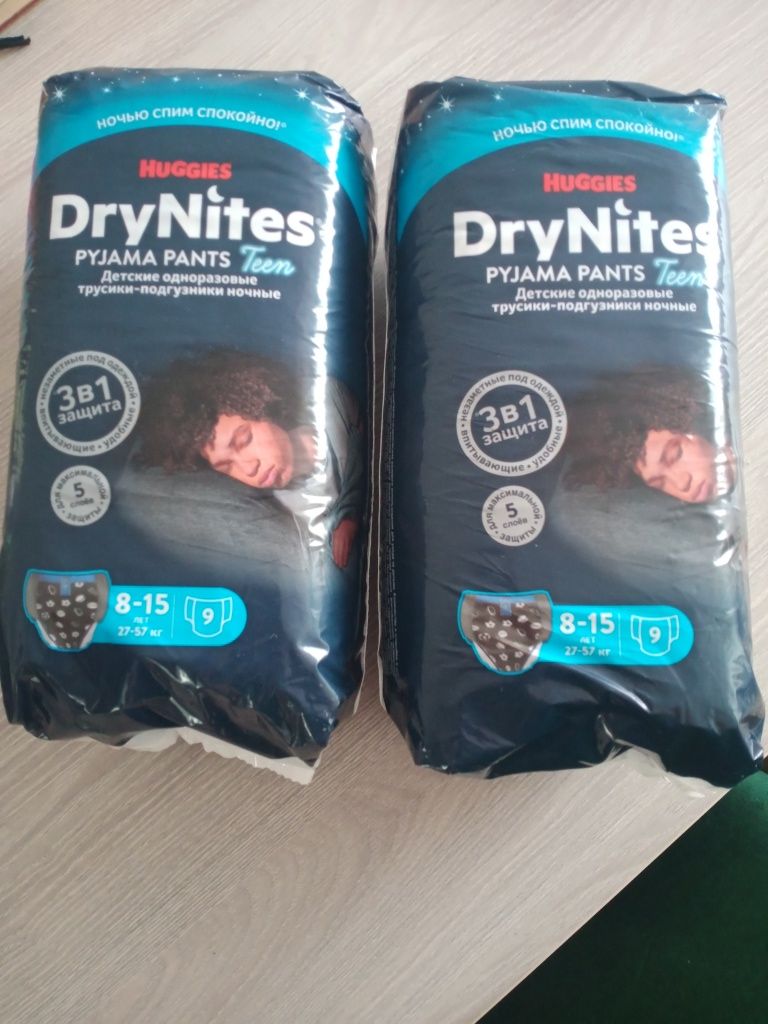 НОЧЬЮ СПИМ СПОКОЙНО!
HUGGIES
DryNites
PYJAMA PANTS Teen
Детские одноразовые
трусики-подгузники ночные
незаметные под одеждой • удобные • впитывающие
3в1
защита
для максимальной защиты
5
слоёв
8-15
ЛЕТ
27-57 кг
9
НОЧЬЮ СПИМ СПОКОЙНО!
HUGGIES
DryNites
PYJAMA PANTS Teen
Детские одноразовые
трусики-подгузники ночные
незаметные под одеждой • удобные • впитывающие
3в1
защита
для максимальной защиты
5
слоёв
8-15
ЛЕТ
27-57 кг
9